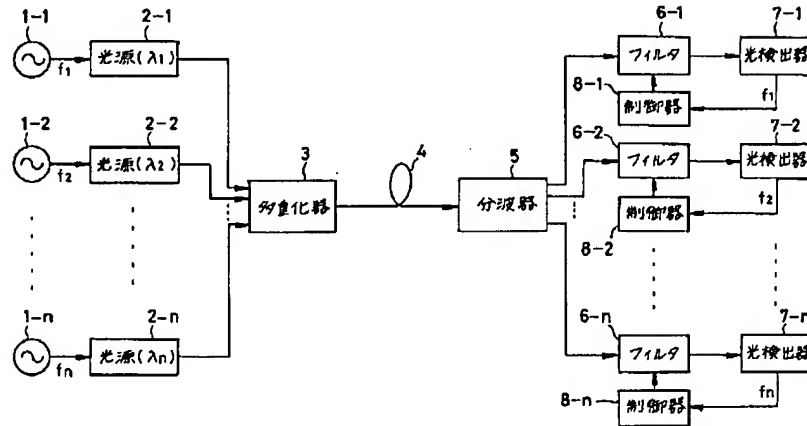 1-1
2-1
光源(λ1)
f1
1-2
2-2
光源(λ2)
f2
1-n
2-n
光源(λn)
fn
3
多重化器
4
5
分波器
6-1
フィルタ
7-1
光検出器
8-1
制御器
f1
6-2
フィルタ
7-2
光検出器
8-2
制御器
f2
6-n
フィルタ
7-n
光検出器
8-n
制御器
fn